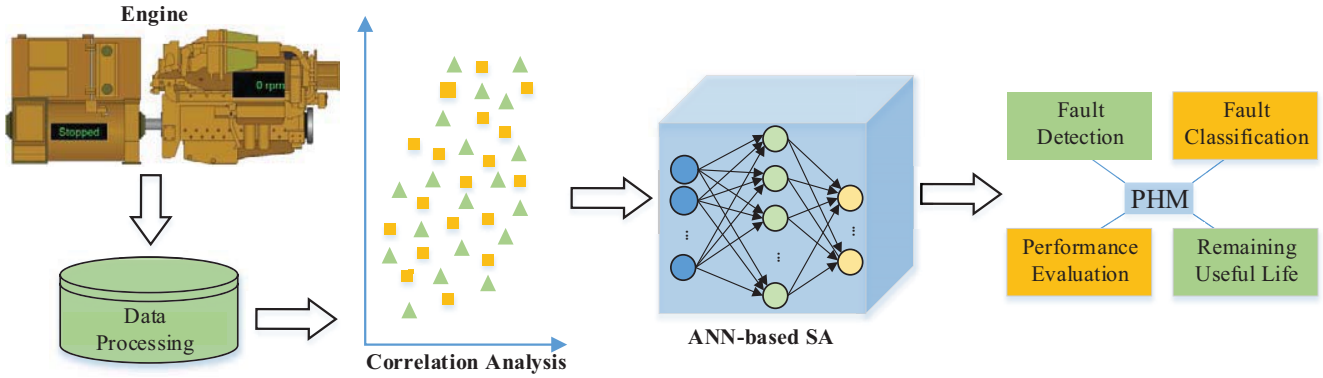 Engine
Stopped
0 rpm
Data
Processing
Correlation Analysis
...
...
ANN-based SA
Fault
Detection
Fault
Classification
PHM
Performance
Evaluation
Remaining
Useful Life